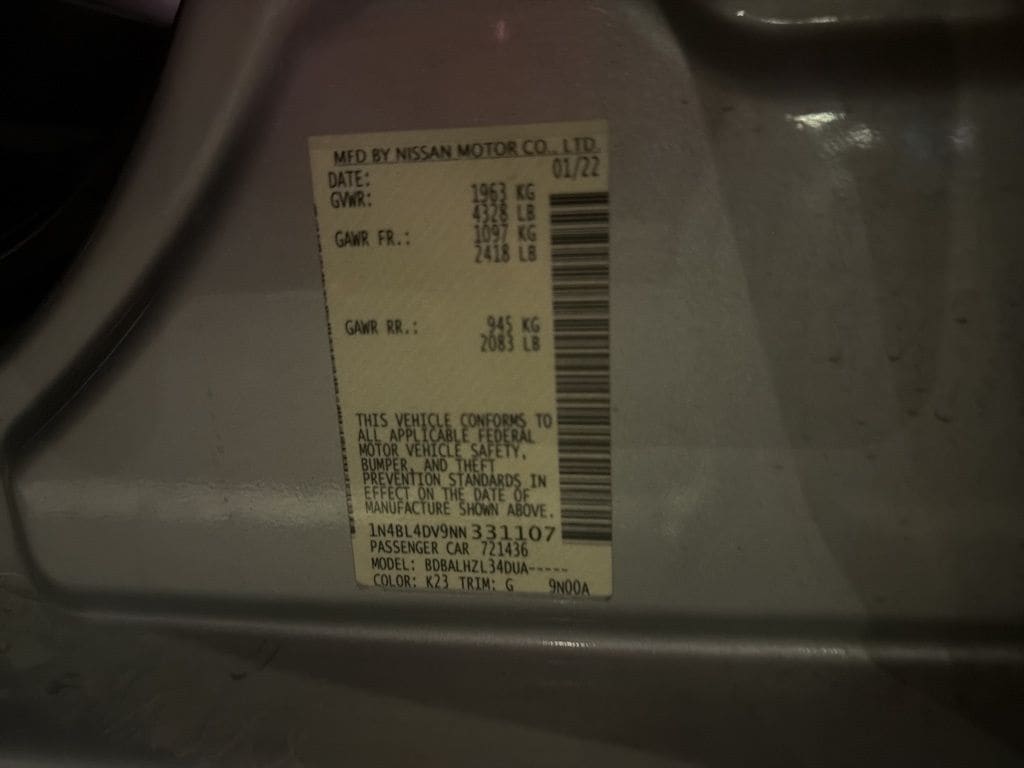 MFD BY NISSAN MOTOR CO., LTD.
DATE: 01/22
GVWR: 1963 KG
4328 LB
GAWR FR.: 1097 KG
2418 LB
GAWR RR.: 945 KG
2083 LB
THIS VEHICLE CONFORMS TO
ALL APPLICABLE FEDERAL
MOTOR VEHICLE SAFETY,
BUMPER, AND THEFT
PREVENTION STANDARDS IN
EFFECT ON THE DATE OF
MANUFACTURE SHOWN ABOVE.
1N4BL4DV9NN331107
PASSENGER CAR 721436
MODEL: BDBALHZL34DUA-----
COLOR: K23 TRIM: G 9N00A